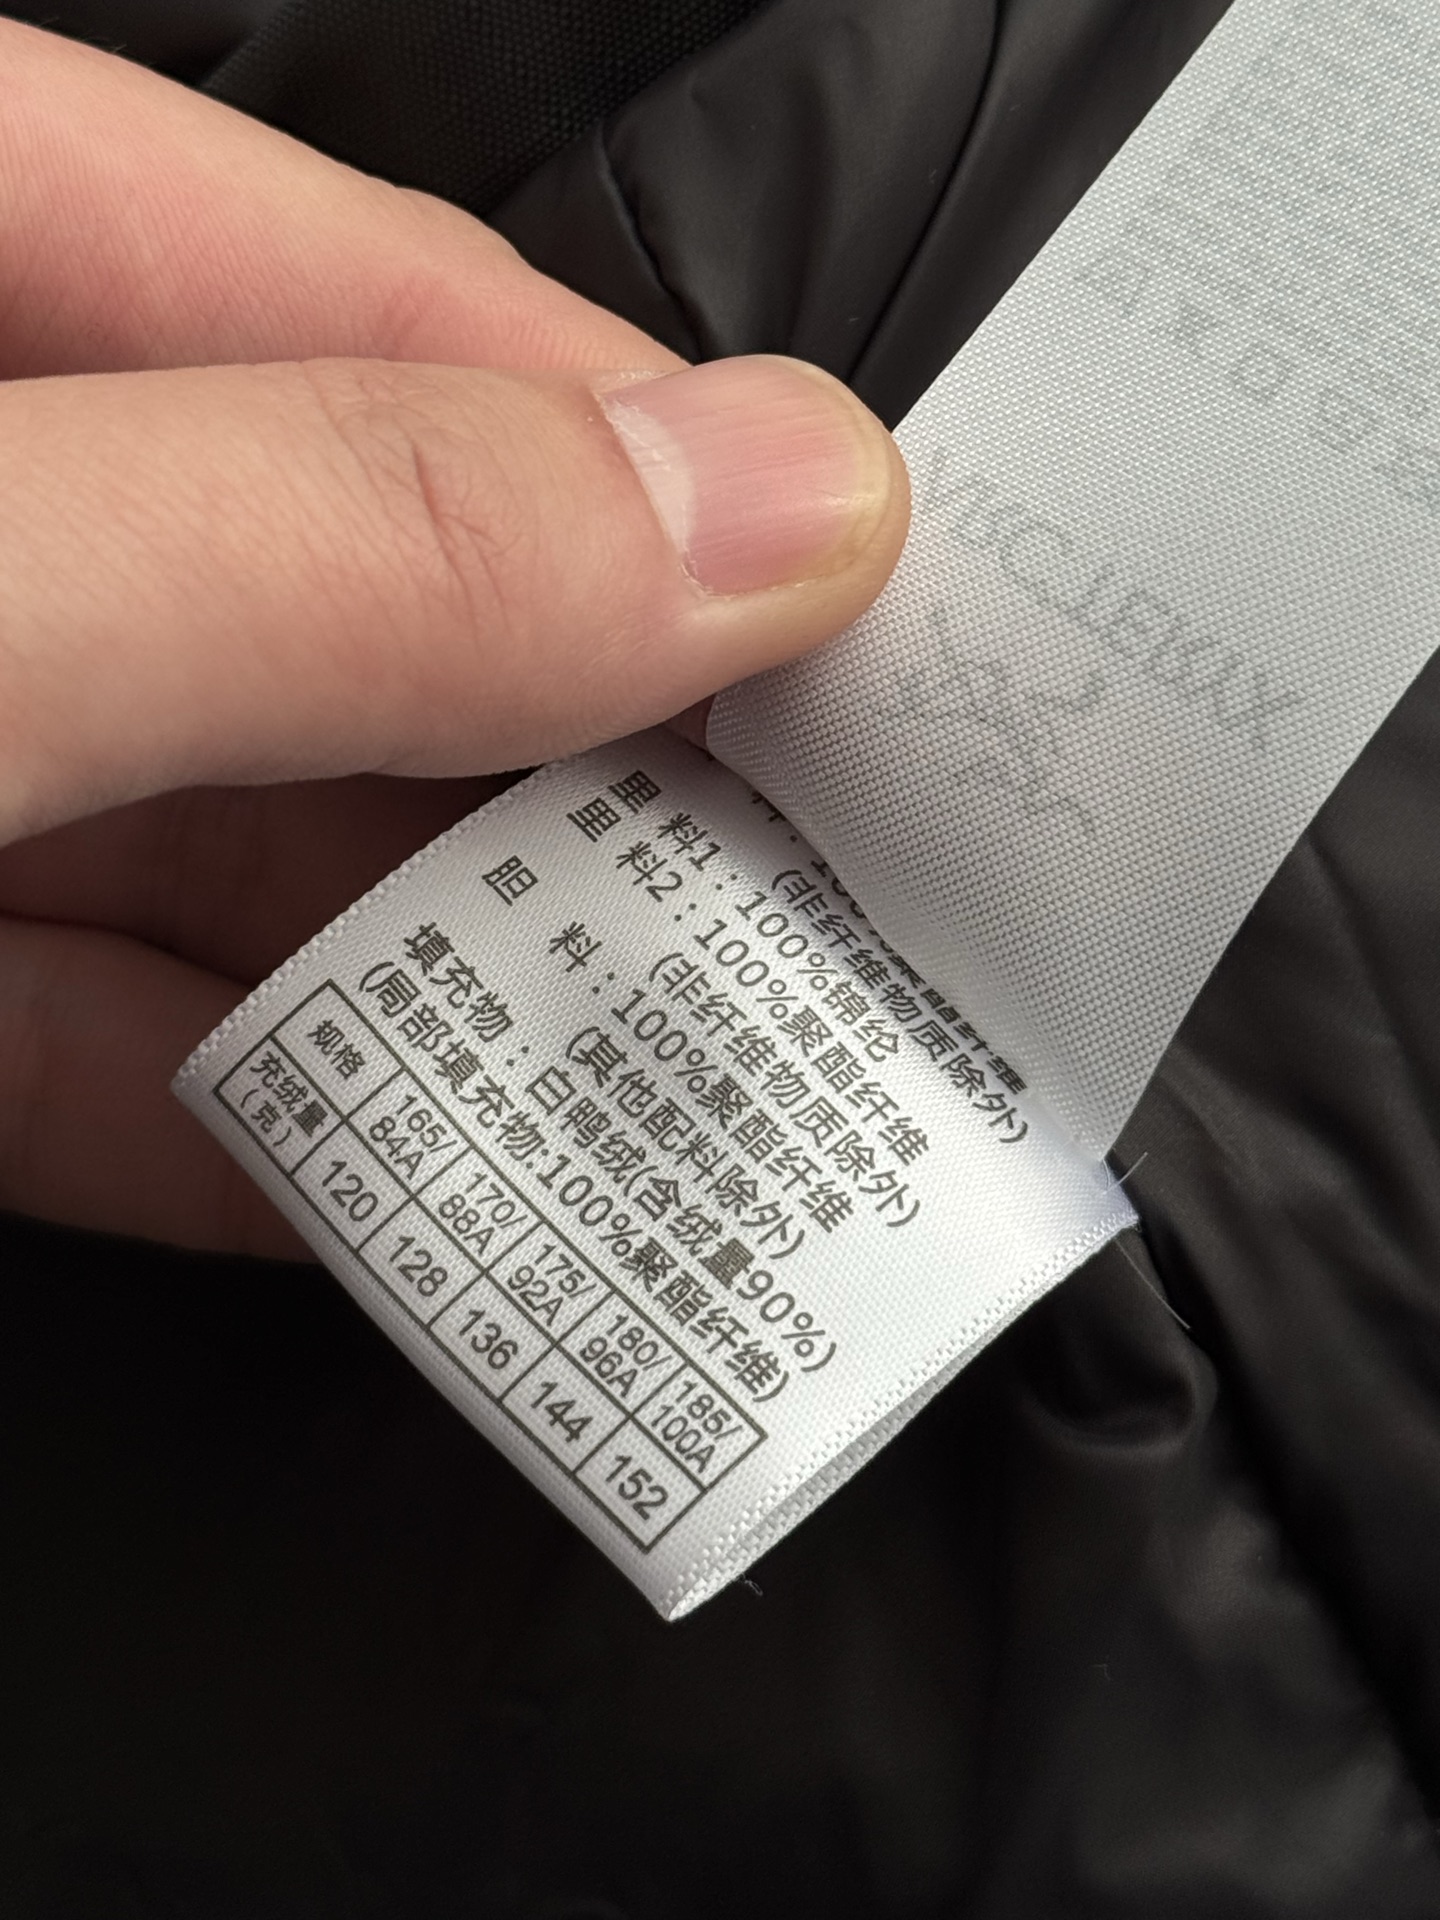 (非纤维物质除外)
里料1:100%锦纶
里料2:100%聚酯纤维
(非纤维物质除外)
胆料:100%聚酯纤维
(其他配料除外)
填充物:白鸭绒(含绒量90%)
(局部填充物:100%聚酯纤维)
规格 165/84A 170/88A 175/92A 180/96A 185/100A
充绒量(克) 120 128 136 144 152